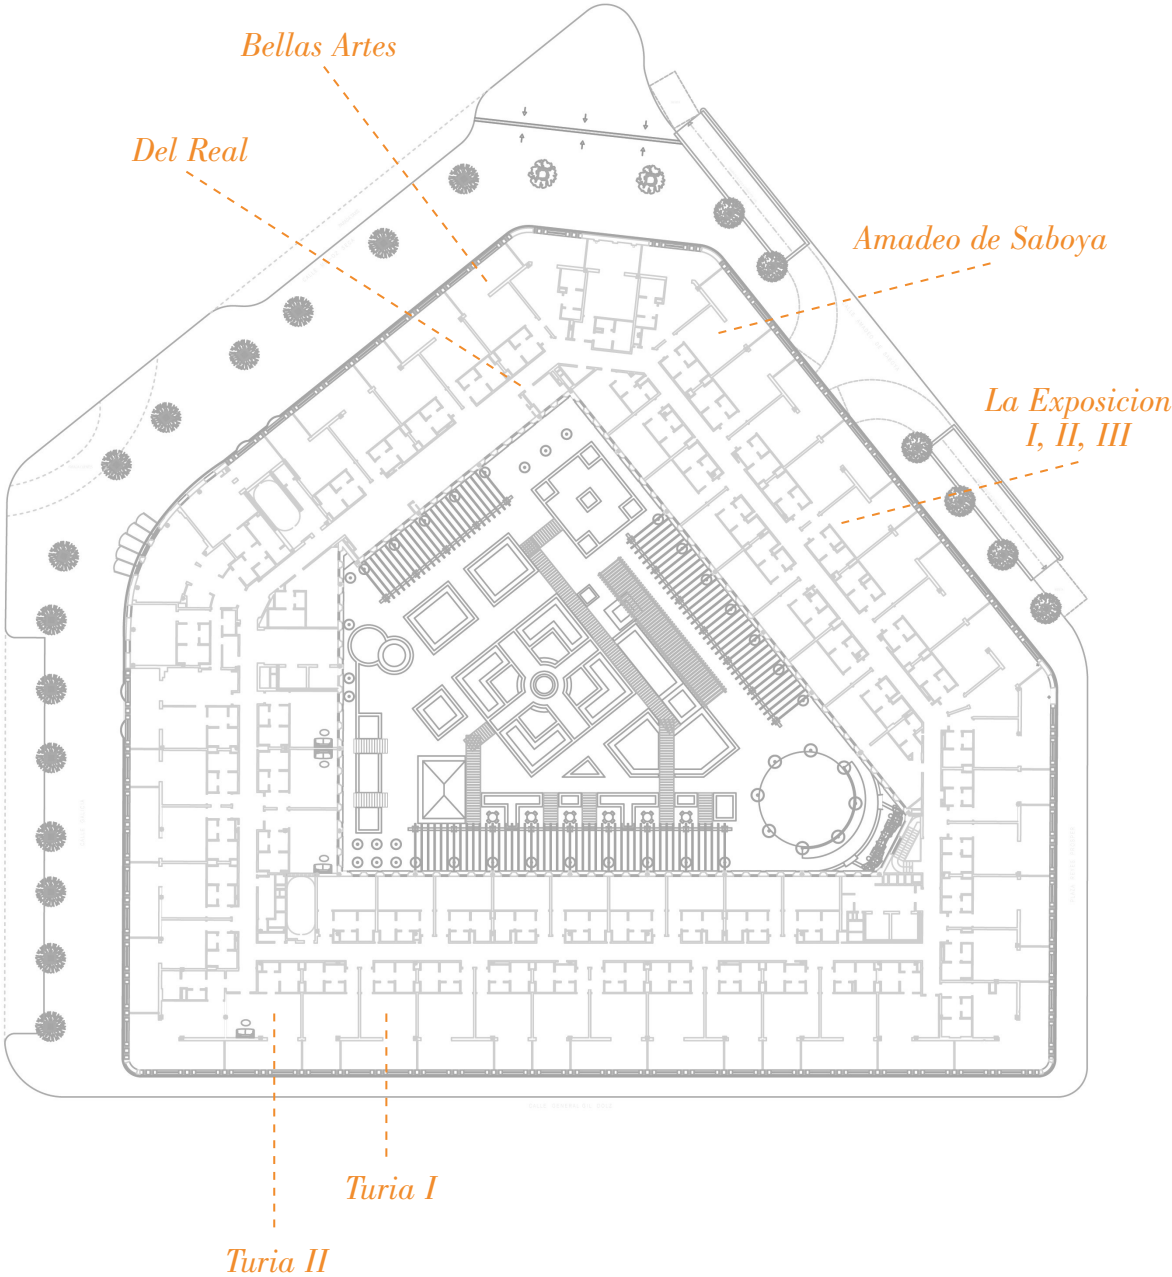 Bellas Artes
Del Real
Amadeo de Saboya
La Exposicion
I, II, III
Turia I
Turia II